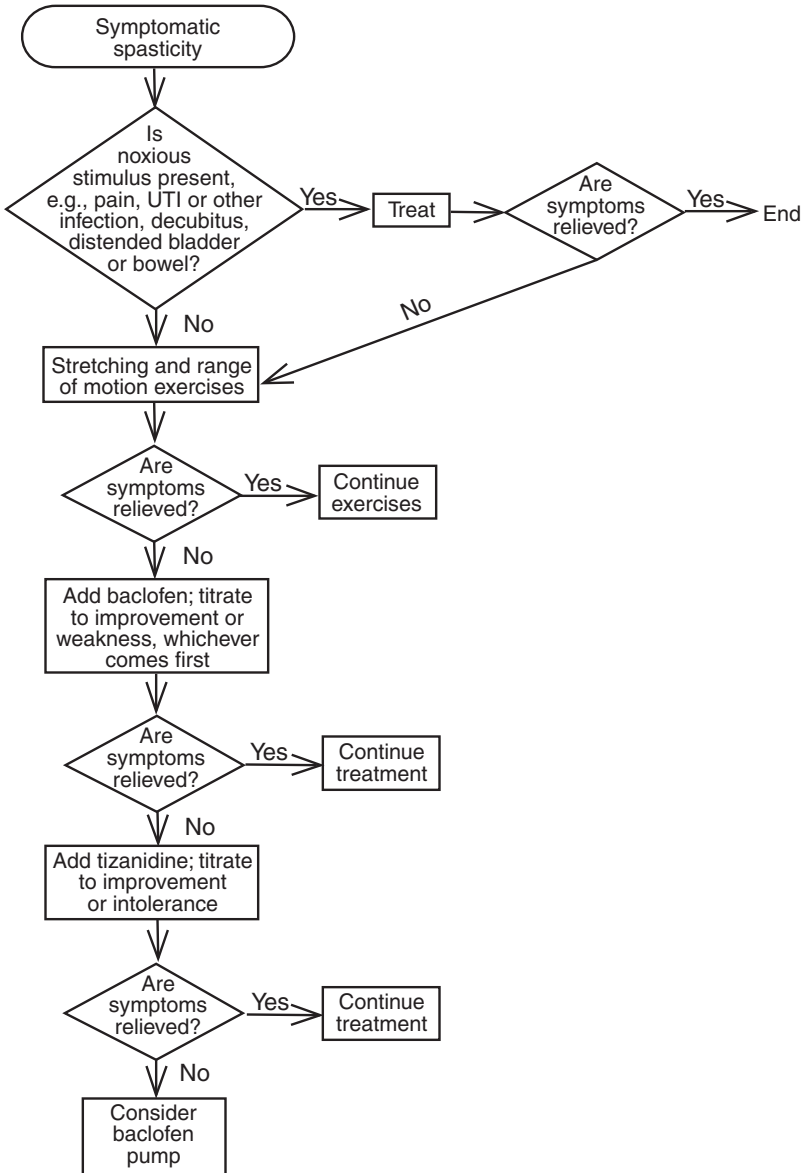 Symptomatic
spasticity
Is
noxious
stimulus present,
e.g., pain, UTI or other
infection, decubitus,
distended bladder
or bowel?
Yes
Treat
Are
symptoms
relieved?
Yes
End
No
No
Stretching and range
of motion exercises
Are
symptoms
relieved?
Yes
Continue
exercises
No
Add baclofen; titrate
to improvement or
weakness, whichever
comes first
Are
symptoms
relieved?
Yes
Continue
treatment
No
Add tizanidine; titrate
to improvement
or intolerance
Are
symptoms
relieved?
Yes
Continue
treatment
No
Consider
baclofen
pump